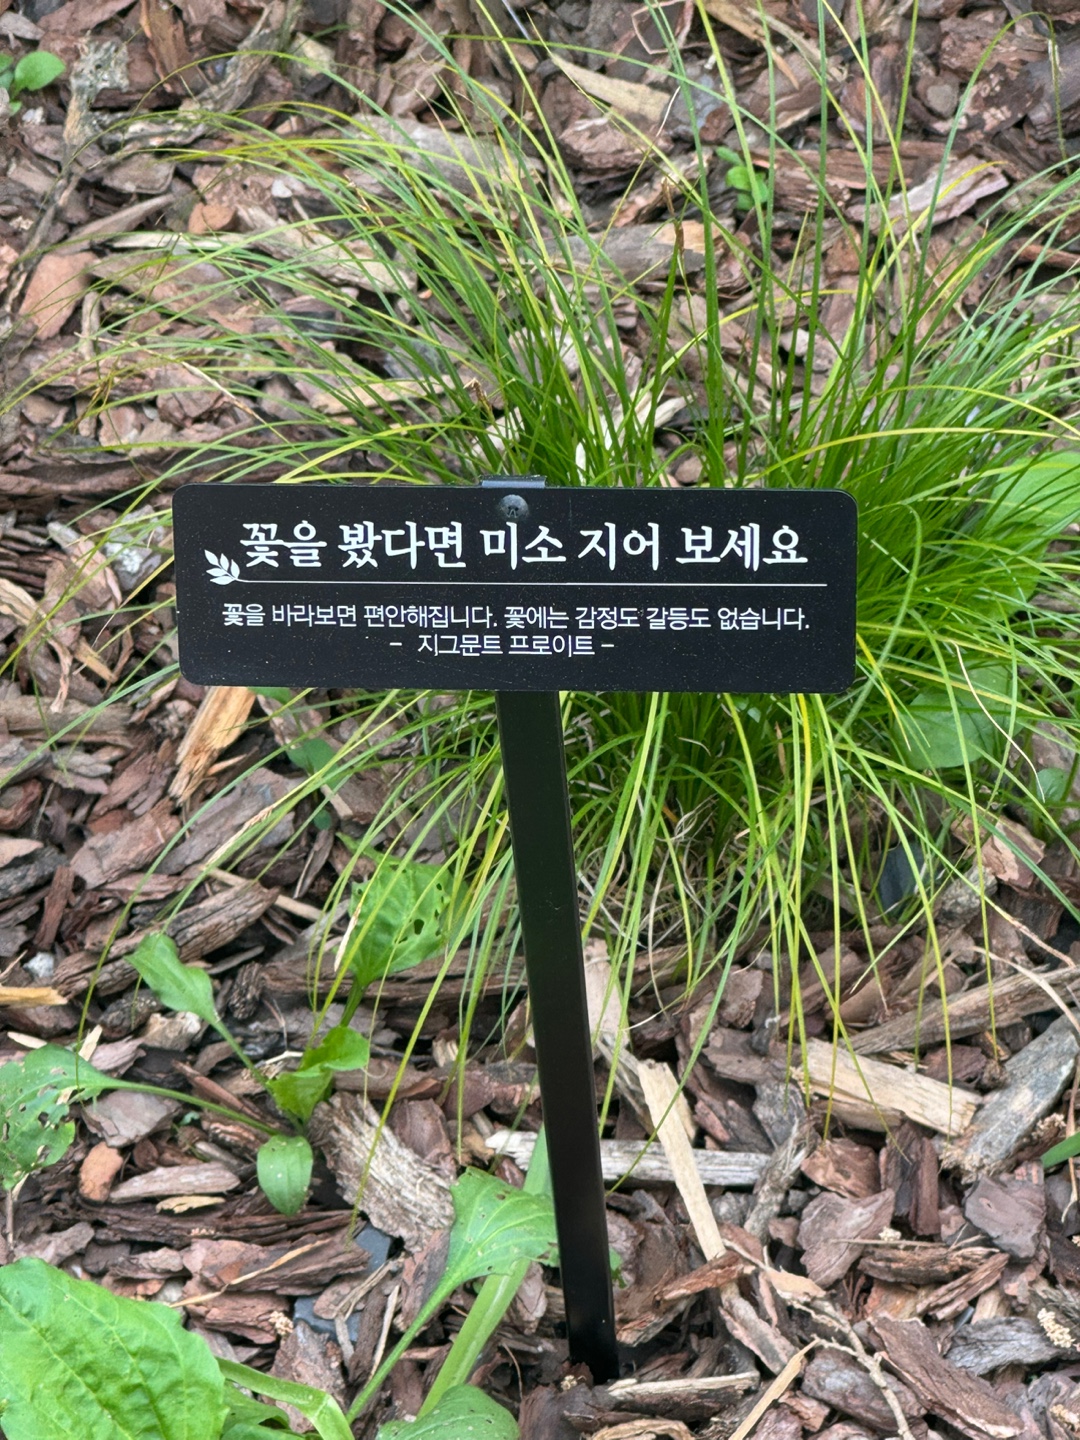 꽃을 봤다면 미소 지어 보세요
꽃을 바라보면 편안해집니다. 꽃에는 감정도 갈등도 없습니다.
- 지그문트 프로이트 -